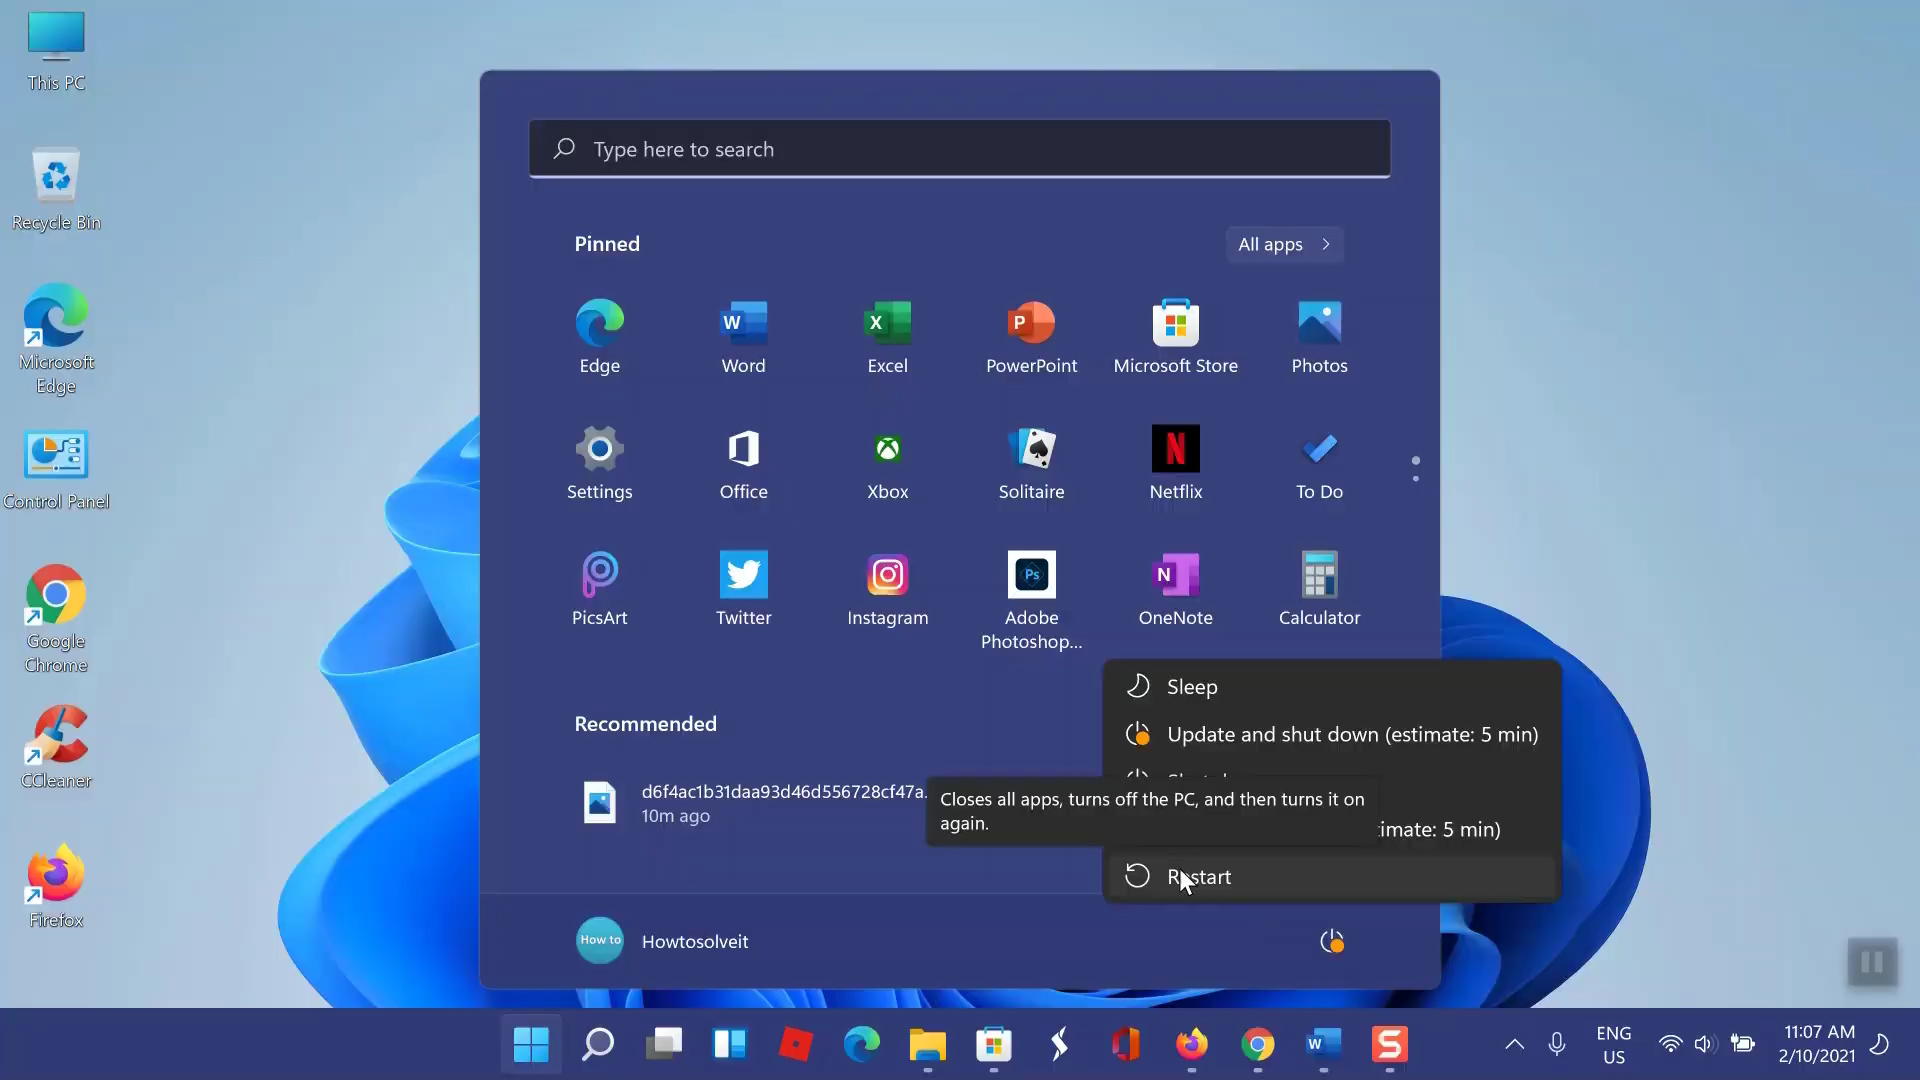 This PC
Recycle Bin
Microsoft
Edge
Control Panel
Google
Chrome
CCleaner
Firefox
Type here to search
Pinned
All apps
Edge
Word
Excel
PowerPoint
Microsoft Store
Photos
Settings
Office
Xbox
Solitaire
Netflix
To Do
PicsArt
Twitter
Instagram
Adobe
Photoshop...
OneNote
Calculator
Sleep
Update and shut down (estimate: 5 min)
Recommended
d6f4ac1b31daa93d46d556728cf47a...
10m ago
Closes all apps, turns off the PC, and then turns it on
again.
5 min)
Restart
How to
Howtosolveit
ENG
US
11:07 AM
2/10/2021